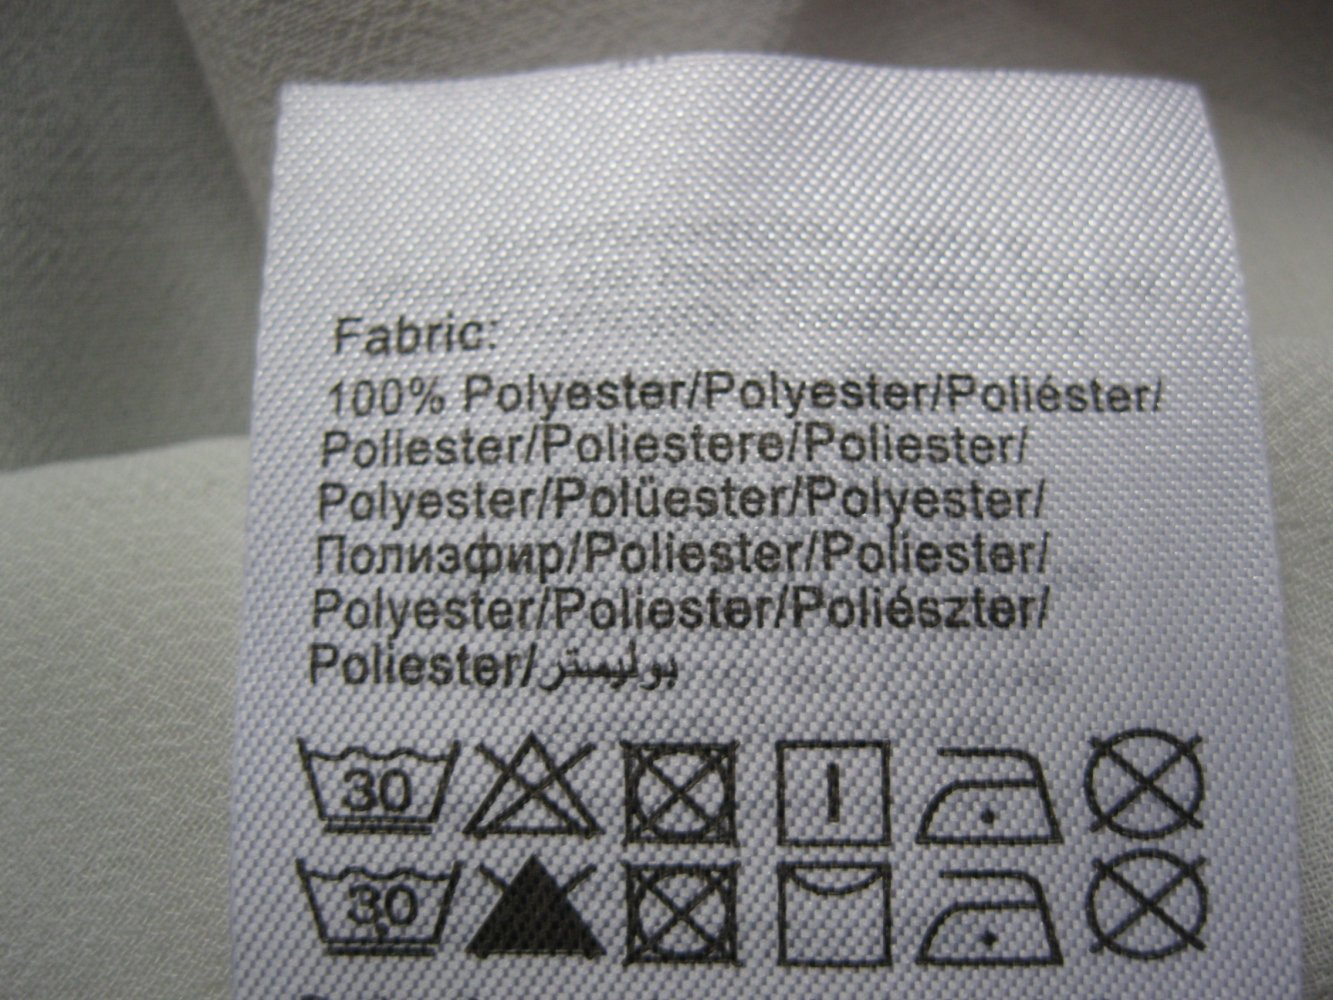 Fabric:
100% Polyester/Polyester/Poliéster/
Poliester/Poliestere/Poliester/
Polyester/Polüester/Polyester/
Полиэфир/Poliester/Poliester/
Polyester/Poliester/Poliészter/
Poliester/بوليستر
30
30